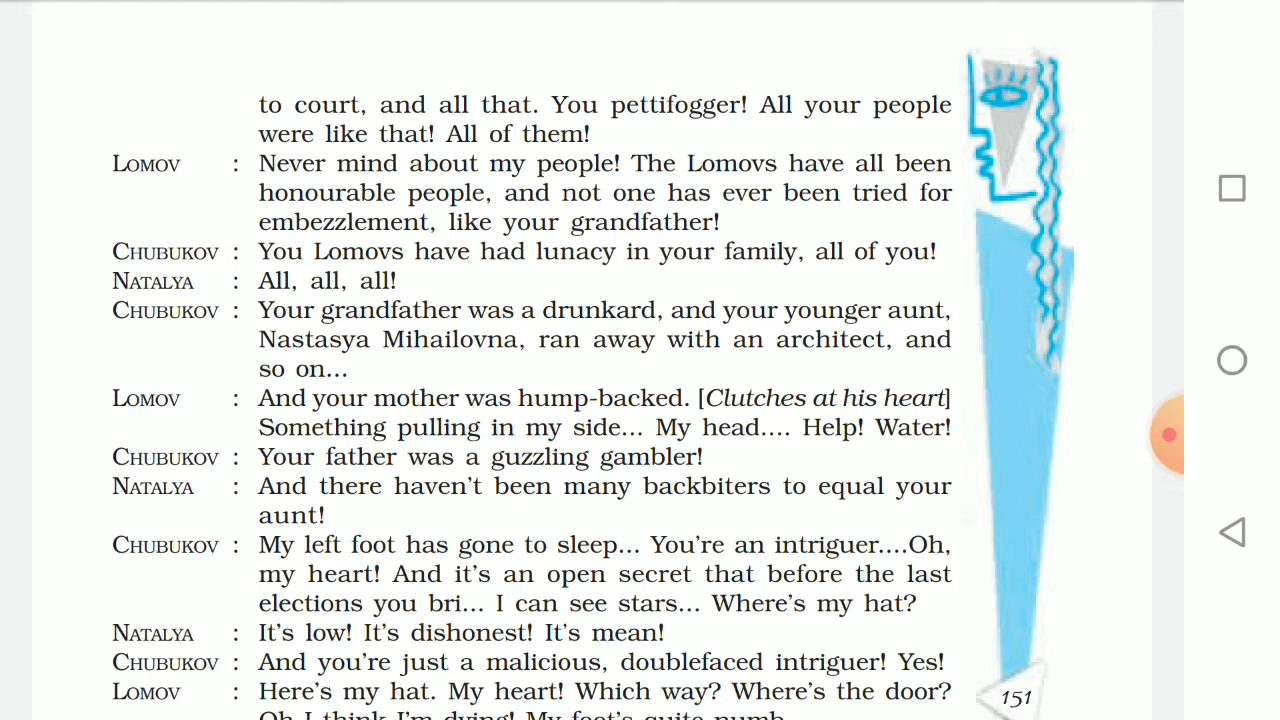 to court, and all that. You pettifogger! All your people
were like that! All of them!
LOMOV : Never mind about my people! The Lomovs have all been
honourable people, and not one has ever been tried for
embezzlement, like your grandfather!
CHUBUKOV : You Lomovs have had lunacy in your family, all of you!
NATALYA : All, all, all!
CHUBUKOV : Your grandfather was a drunkard, and your younger aunt,
Nastasya Mihailovna, ran away with an architect, and
so on...
LOMOV : And your mother was hump-backed. [Clutches at his heart]
Something pulling in my side... My head.... Help! Water!
CHUBUKOV : Your father was a guzzling gambler!
NATALYA : And there haven't been many backbiters to equal your
aunt!
CHUBUKOV : My left foot has gone to sleep... You're an intriguer....Oh,
my heart! And it's an open secret that before the last
elections you bri... I can see stars... Where's my hat?
NATALYA : It's low! It's dishonest! It's mean!
CHUBUKOV : And you're just a malicious, doublefaced intriguer! Yes!
LOMOV : Here's my hat. My heart! Which way? Where's the door?
Oh I think I'm dying! My foot's quite numb
151